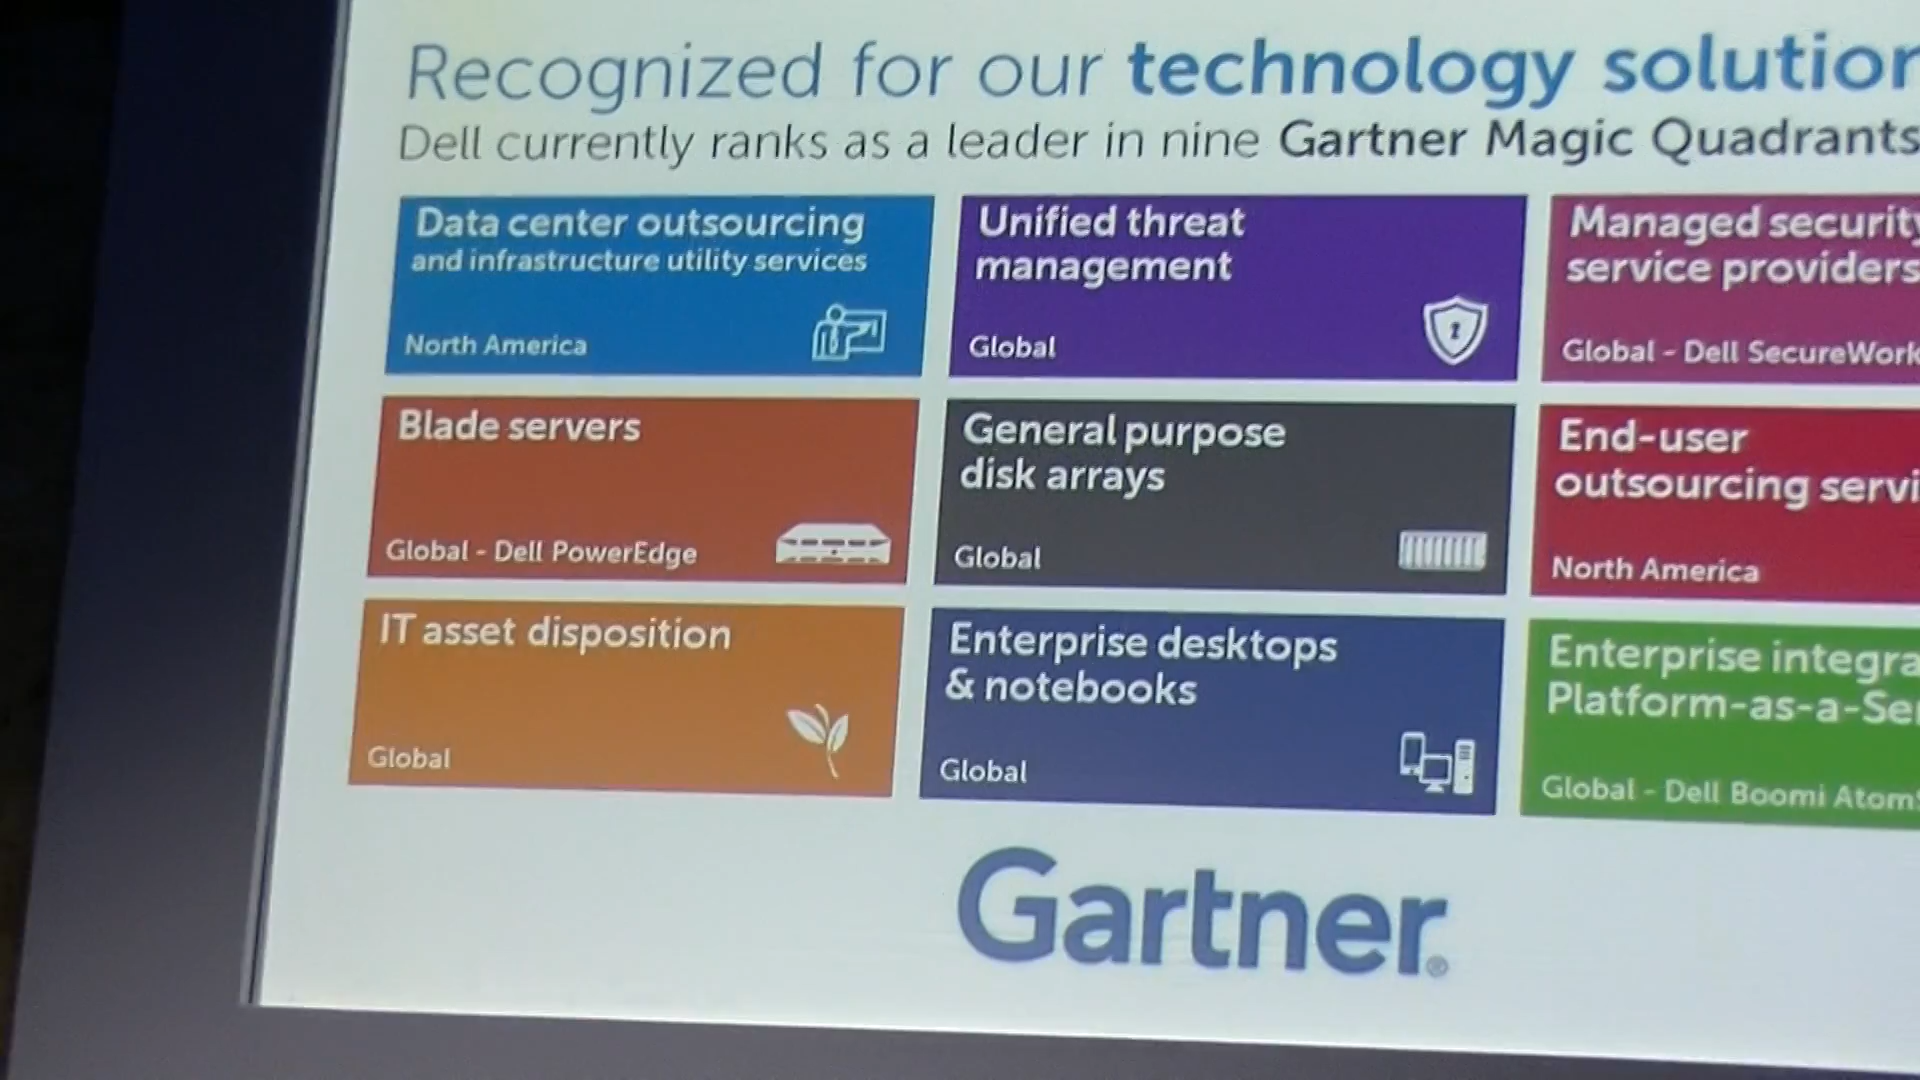 Recognized for our technology solution
Dell currently ranks as a leader in nine Gartner Magic Quadrants
Data center outsourcing
and infrastructure utility services
North America
Unified threat
management
Global
Managed security
service providers
Global - Dell SecureWork
Blade servers
Global - Dell PowerEdge
General purpose
disk arrays
Global
End-user
outsourcing servi
North America
IT asset disposition
Global
Enterprise desktops
& notebooks
Global
Enterprise integra
Platform-as-a-Ser
Global - Dell Boomi Atom
Gartner®